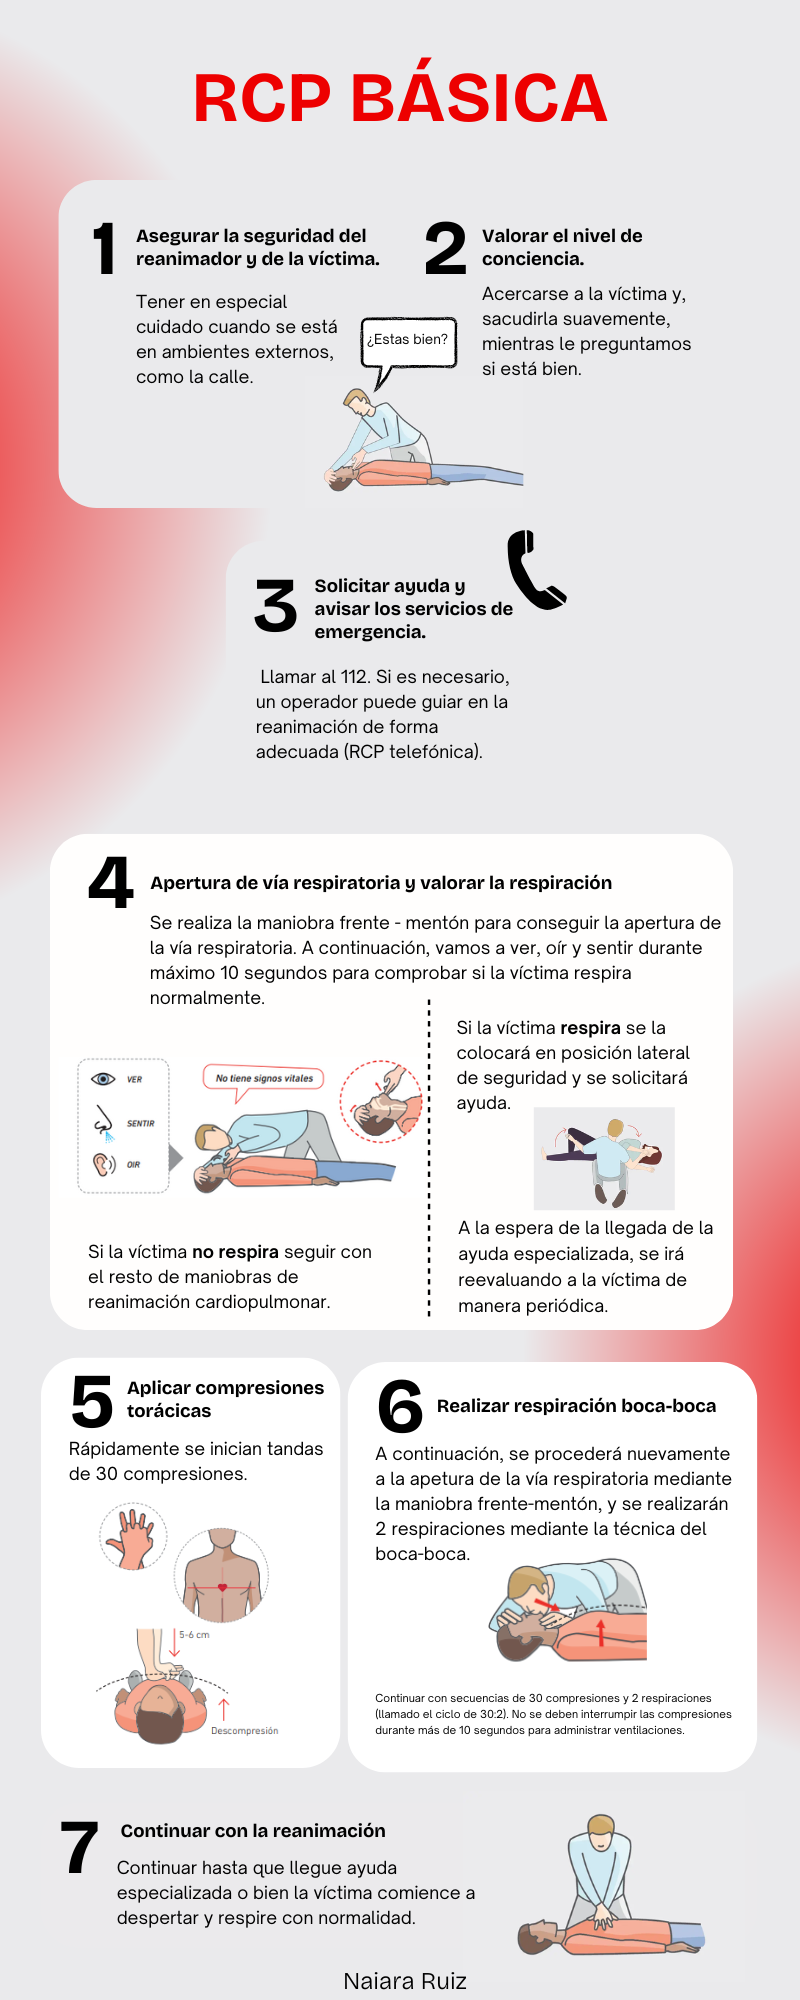 RCP BÁSICA
1
Asegurar la seguridad del
reanimador y de la víctima.
Tener en especial
cuidado cuando se está
en ambientes externos,
como la calle.
2
Valorar el nivel de
conciencia.
Acercarse a la víctima y,
sacudirla suavemente,
mientras le preguntamos
si está bien.
¿Estas bien?
3
Solicitar ayuda y
avisar los servicios de
emergencia.
Llamar al 112. Si es necesario,
un operador puede guiar en la
reanimación de forma
adecuada (RCP telefónica).
4
Apertura de vía respiratoria y valorar la respiración
Se realiza la maniobra frente - mentón para conseguir la apertura de
la vía respiratoria. A continuación, vamos a ver, oír y sentir durante
máximo 10 segundos para comprobar si la víctima respira
normalmente.
VER
SENTIR
OIR
No tiene signos vitales
Si la víctima no respira seguir con
el resto de maniobras de
reanimación cardiopulmonar.
Si la víctima respira se la
colocará en posición lateral
de seguridad y se solicitará
ayuda.
A la espera de la llegada de la
ayuda especializada, se irá
reevaluando a la víctima de
manera periódica.
5
Aplicar compresiones
torácicas
Rápidamente se inician tandas
de 30 compresiones.
5-6 cm
Descompresión
6
Realizar respiración boca-boca
A continuación, se procederá nuevamente
a la apetura de la vía respiratoria mediante
la maniobra frente-mentón, y se realizarán
2 respiraciones mediante la técnica del
boca-boca.
Continuar con secuencias de 30 compresiones y 2 respiraciones
(llamado el ciclo de 30:2). No se deben interrumpir las compresiones
durante más de 10 segundos para administrar ventilaciones.
7
Continuar con la reanimación
Continuar hasta que llegue ayuda
especializada o bien la víctima comience a
despertar y respire con normalidad.
Naiara Ruiz